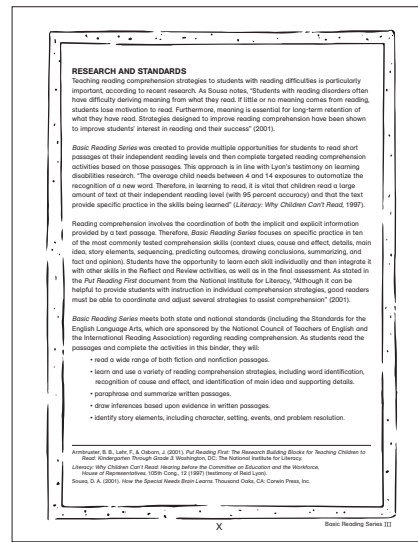 RESEARCH AND STANDARDS
Teaching reading comprehension strategies to students with reading difficulties is particularly
important, according to recent research. As Sousa notes, “Students with reading disorders often
have difficulty deriving meaning from what they read. If little or no meaning comes from reading,
students lose motivation to read. Furthermore, meaning is essential for long-term retention of
what they have read. Strategies designed to improve reading comprehension have been shown
to improve students’ interest in reading and their success” (2001).
Basic Reading Series was created to provide multiple opportunities for students to read short
passages at their independent reading levels and then complete targeted reading comprehension
activities based on those passages. This approach is in line with Lyon’s testimony on learning
disabilities research. “The average child needs between 4 and 14 exposures to automatize the
recognition of a new word. Therefore, in learning to read, it is vital that children read a large
amount of text at their independent reading level (with 95 percent accuracy) and that the text
provide specific practice in the skills being learned” (Literacy: Why Children Can’t Read, 1997).
Reading comprehension involves the coordination of both the implicit and explicit information
provided by a text passage. Therefore, Basic Reading Series focuses on specific practice in ten
of the most commonly tested comprehension skills (context clues, cause and effect, details, main
idea, story elements, sequencing, predicting outcomes, drawing conclusions, summarizing, and
fact and opinion). Students have the opportunity to learn each skill individually and then integrate it
with other skills in the Reflect and Review activities, as well as in the final assessment. As stated in
the Put Reading First document from the National Institute for Literacy, “Although it can be
helpful to provide students with instruction in individual comprehension strategies, good readers
must be able to coordinate and adjust several strategies to assist comprehension” (2001).
Basic Reading Series meets both state and national standards (including the Standards for the
English Language Arts, which are sponsored by the National Council of Teachers of English and
the International Reading Association) regarding reading comprehension. As students read the
passages and complete the activities in this binder, they will:
• read a wide range of both fiction and nonfiction passages.
• learn and use a variety of reading comprehension strategies, including word identification,
recognition of cause and effect, and identification of main idea and supporting details.
• paraphrase and summarize written passages.
• draw inferences based upon evidence in written passages.
• identify story elements, including character, setting, events, and problem resolution.
Armbruster, B. B., Lehr, F., & Osborn, J. (2001). Put Reading First: The Research Building Blocks for Teaching Children to
Read: Kindergarten Through Grade 3. Washington, DC: The National Institute for Literacy.
Literacy: Why Children Can’t Read: Hearing before the Committee on Education and the Workforce,
House of Representatives, 105th Cong., 12 (1997) (testimony of Reid Lyon).
Sousa, D. A. (2001). How the Special Needs Brain Learns. Thousand Oaks, CA: Corwin Press, Inc.
X
Basic Reading Series III